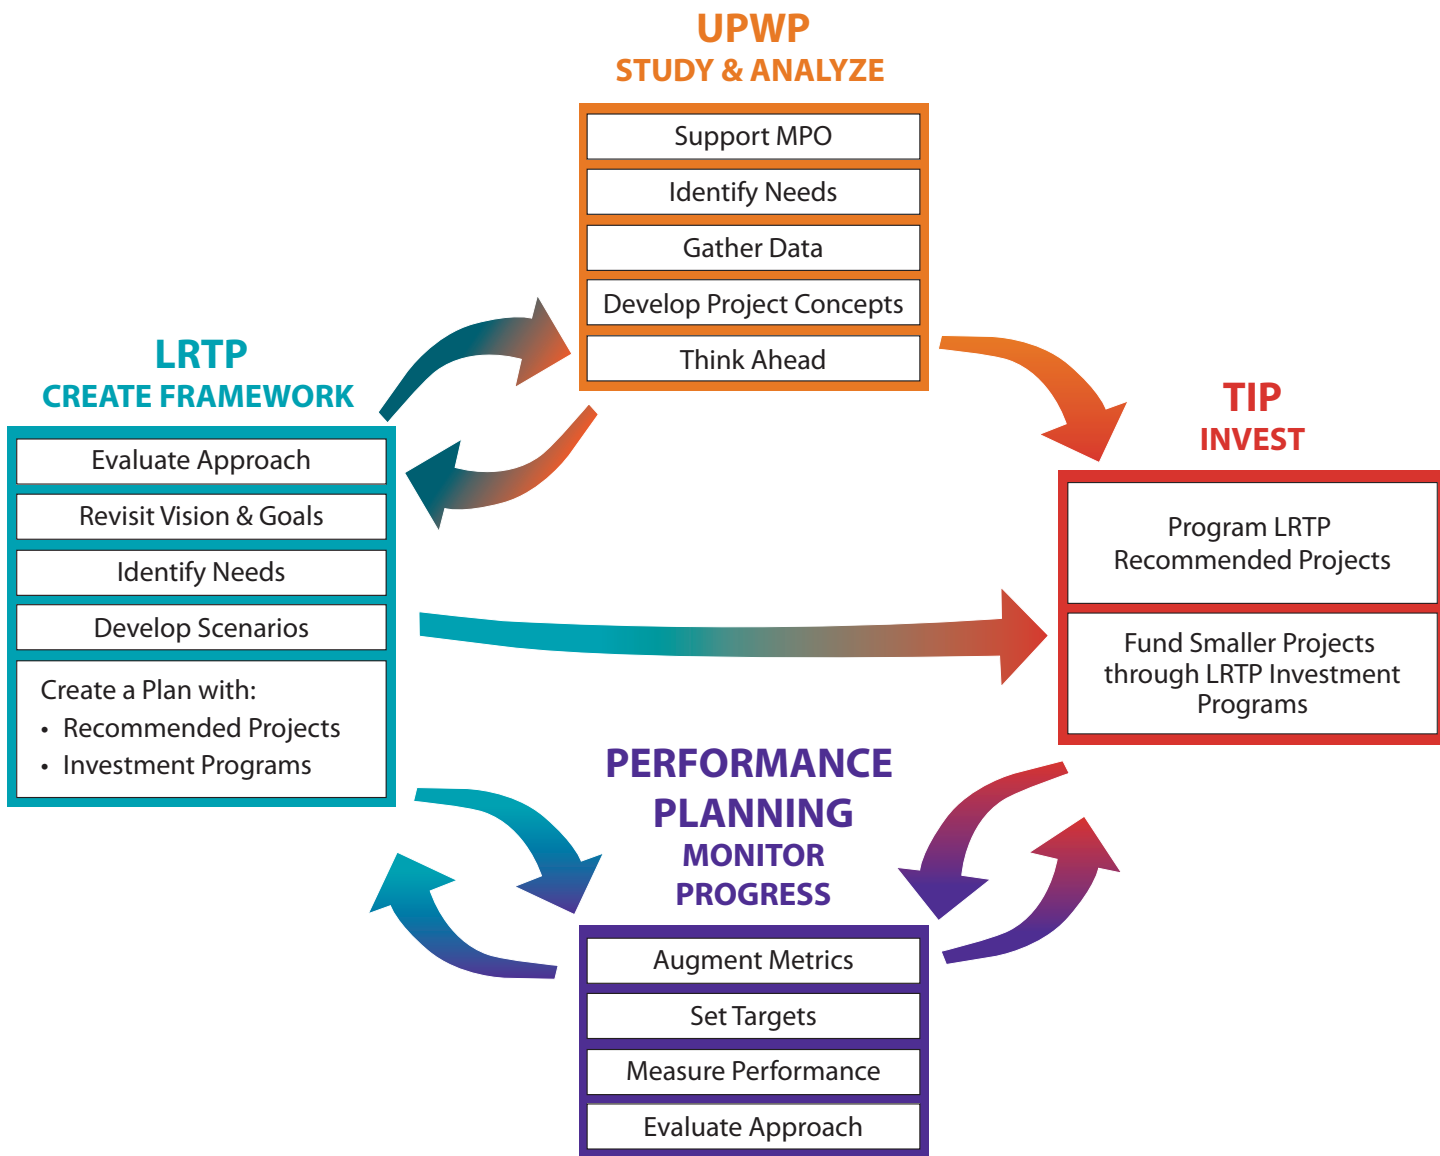 UPWP
STUDY & ANALYZE
Support MPO
Identify Needs
Gather Data
Develop Project Concepts
Think Ahead
LRTP
CREATE FRAMEWORK
Evaluate Approach
Revisit Vision & Goals
Identify Needs
Develop Scenarios
Create a Plan with:
• Recommended Projects
• Investment Programs
TIP
INVEST
Program LRTP
Recommended Projects
Fund Smaller Projects
through LRTP Investment
Programs
PERFORMANCE
PLANNING
MONITOR
PROGRESS
Augment Metrics
Set Targets
Measure Performance
Evaluate Approach